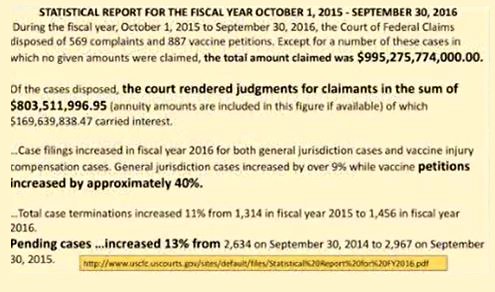 STATISTICAL REPORT FOR THE FISCAL YEAR OCTOBER 1, 2015 - SEPTEMBER 30, 2016
During the fiscal year, October 1, 2015 to September 30, 2016, the Court of Federal Claims
disposed of 569 complaints and 887 vaccine petitions. Except for a number of these cases in
which no given amounts were claimed, the total amount claimed was $995,275,774,000.00.
Of the cases disposed, the court rendered judgments for claimants in the sum of
$803,511,996.95 (annuity amounts are included in this figure if available) of which
$169,639,838.47 carried interest.
...Case filings increased in fiscal year 2016 for both general jurisdiction cases and vaccine injury
compensation cases. General jurisdiction cases increased by over 9% while vaccine petitions
increased by approximately 40%.
...Total case terminations increased 11% from 1,314 in fiscal year 2015 to 1,456 in fiscal year
2016.
Pending cases ...increased 13% from 2,634 on September 30, 2014 to 2,967 on September
30, 2015.
http://www.uscfc.uscourts.gov/sites/default/files/Statistical%20Report%20for%20FY2016.pdf